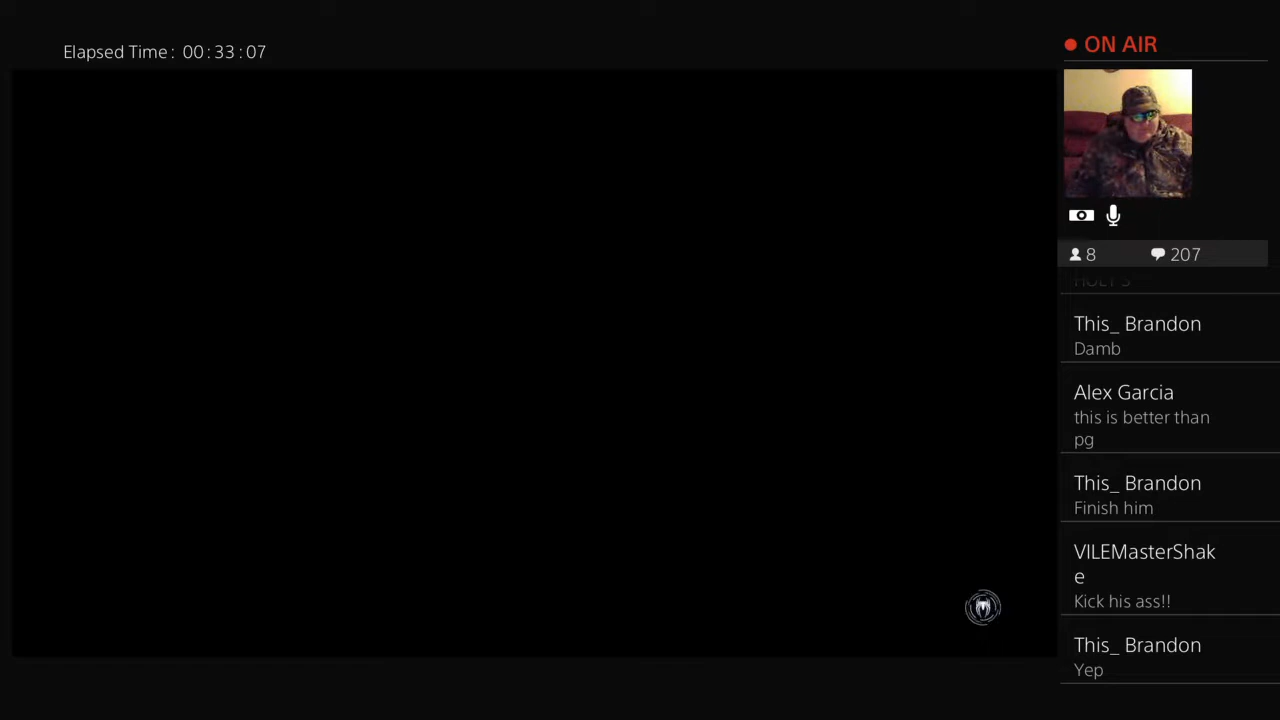 Elapsed Time: 00:33:07
ON AIR
8
207
This_ Brandon
Damb
Alex Garcia
this is better than
pg
This_ Brandon
Finish him
VILEMasterShak
e
Kick his ass!!
This_ Brandon
Yep